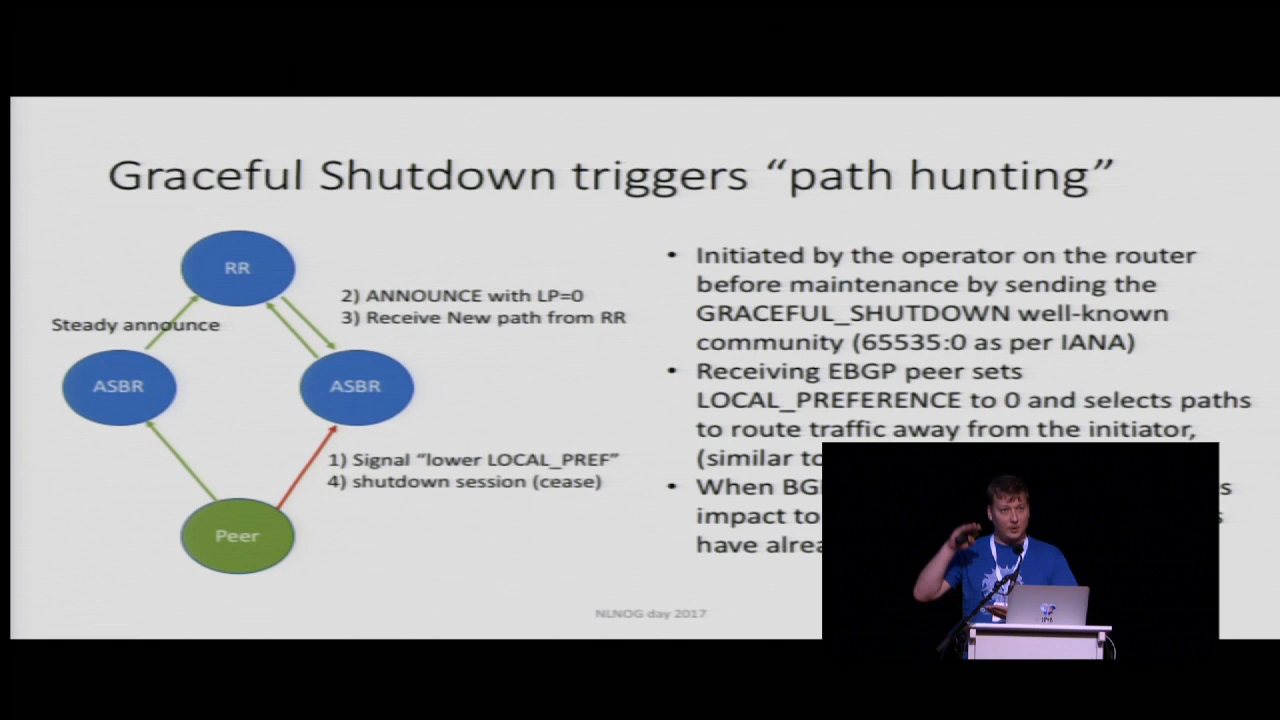 Graceful Shutdown triggers “path hunting”
RR
2) ANNOUNCE with LP=0
3) Receive New path from RR
Steady announce
ASBR
ASBR
1) Signal “lower LOCAL_PREF”
4) shutdown session (cease)
Peer
• Initiated by the operator on the router
before maintenance by sending the
GRACEFUL_SHUTDOWN well-known
community (65535:0 as per IANA)
• Receiving EBGP peer sets
LOCAL_PREFERENCE to 0 and selects paths
to route traffic away from the initiator,
(similar to
• When BG
impact to
have alrea
NLNOG day 2017
IPv6